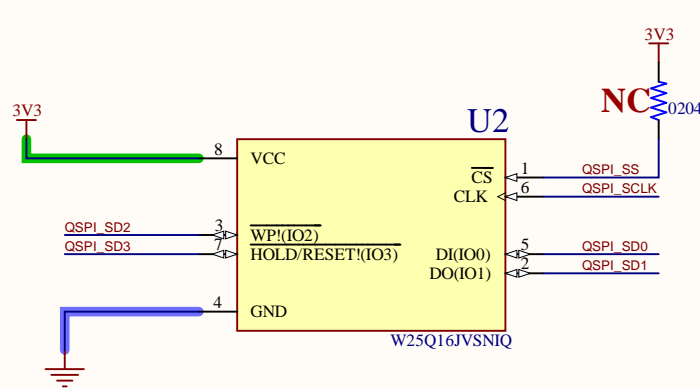 3V3
NC
0204
3V3
U2
8
VCC
CS
1
QSPI_SS
CLK
6
QSPI_SCLK
QSPI_SD2
3
WP!(IO2)
QSPI_SD3
7
HOLD/RESET!(IO3)
DI(IO0)
5
QSPI_SD0
DO(IO1)
2
QSPI_SD1
4
GND
W25Q16JVSNIQ